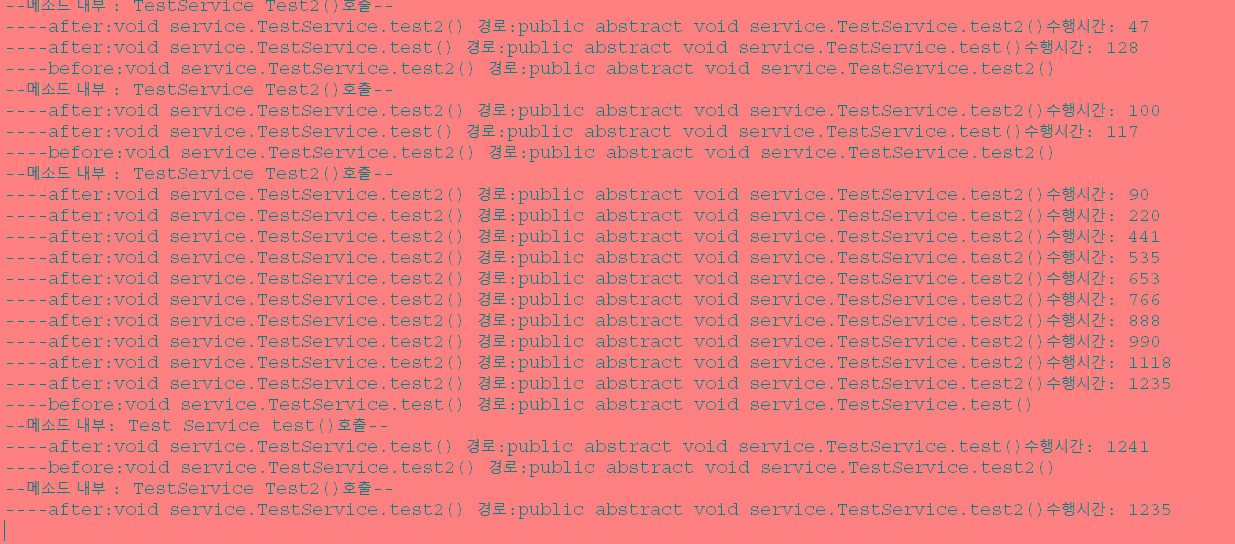 --메소드 내부 : TestService Test2()호출--
----after:void service.TestService.test2() 경로:public abstract void service.TestService.test2()수행시간: 47
----after:void service.TestService.test() 경로:public abstract void service.TestService.test()수행시간: 128
----before:void service.TestService.test2() 경로:public abstract void service.TestService.test2()
--메소드 내부 : TestService Test2()호출--
----after:void service.TestService.test2() 경로:public abstract void service.TestService.test2()수행시간: 100
----after:void service.TestService.test() 경로:public abstract void service.TestService.test()수행시간: 117
----before:void service.TestService.test2() 경로:public abstract void service.TestService.test2()
--메소드 내부 : TestService Test2()호출--
----after:void service.TestService.test2() 경로:public abstract void service.TestService.test2()수행시간: 90
----after:void service.TestService.test2() 경로:public abstract void service.TestService.test2()수행시간: 220
----after:void service.TestService.test2() 경로:public abstract void service.TestService.test2()수행시간: 441
----after:void service.TestService.test2() 경로:public abstract void service.TestService.test2()수행시간: 535
----after:void service.TestService.test2() 경로:public abstract void service.TestService.test2()수행시간: 653
----after:void service.TestService.test2() 경로:public abstract void service.TestService.test2()수행시간: 766
----after:void service.TestService.test2() 경로:public abstract void service.TestService.test2()수행시간: 888
----after:void service.TestService.test2() 경로:public abstract void service.TestService.test2()수행시간: 990
----after:void service.TestService.test2() 경로:public abstract void service.TestService.test2()수행시간: 1118
----after:void service.TestService.test2() 경로:public abstract void service.TestService.test2()수행시간: 1235
----before:void service.TestService.test() 경로:public abstract void service.TestService.test()
--메소드 내부: Test Service test()호출--
----after:void service.TestService.test() 경로:public abstract void service.TestService.test()수행시간: 1241
----before:void service.TestService.test2() 경로:public abstract void service.TestService.test2()
--메소드 내부 : TestService Test2()호출--
----after:void service.TestService.test2() 경로:public abstract void service.TestService.test2()수행시간: 1235